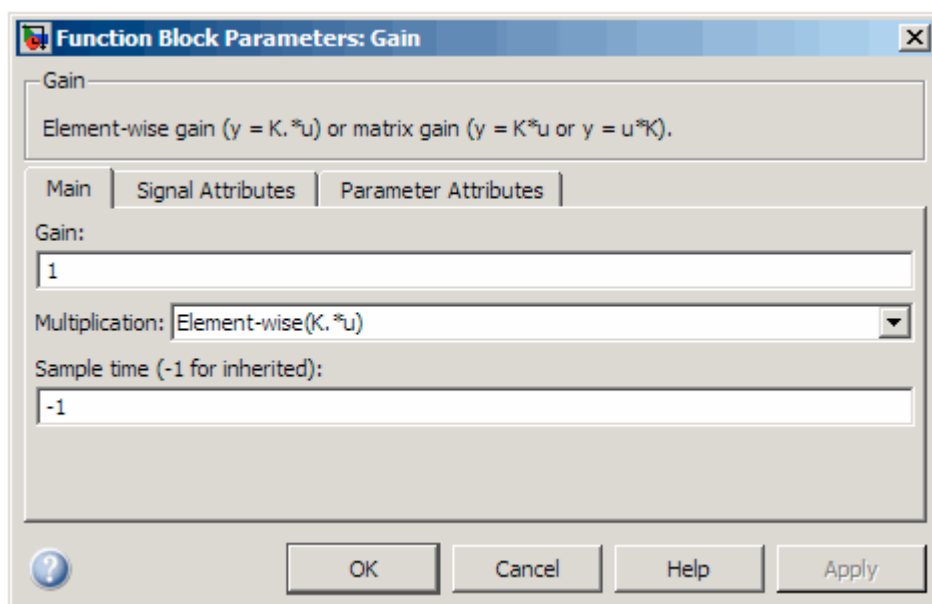 Function Block Parameters: Gain
Gain
Element-wise gain (y = K.*u) or matrix gain (y = K*u or y = u*K).
Main Signal Attributes Parameter Attributes
Gain:
1
Multiplication: Element-wise(K.*u)
Sample time (-1 for inherited):
-1
OK Cancel Help Apply